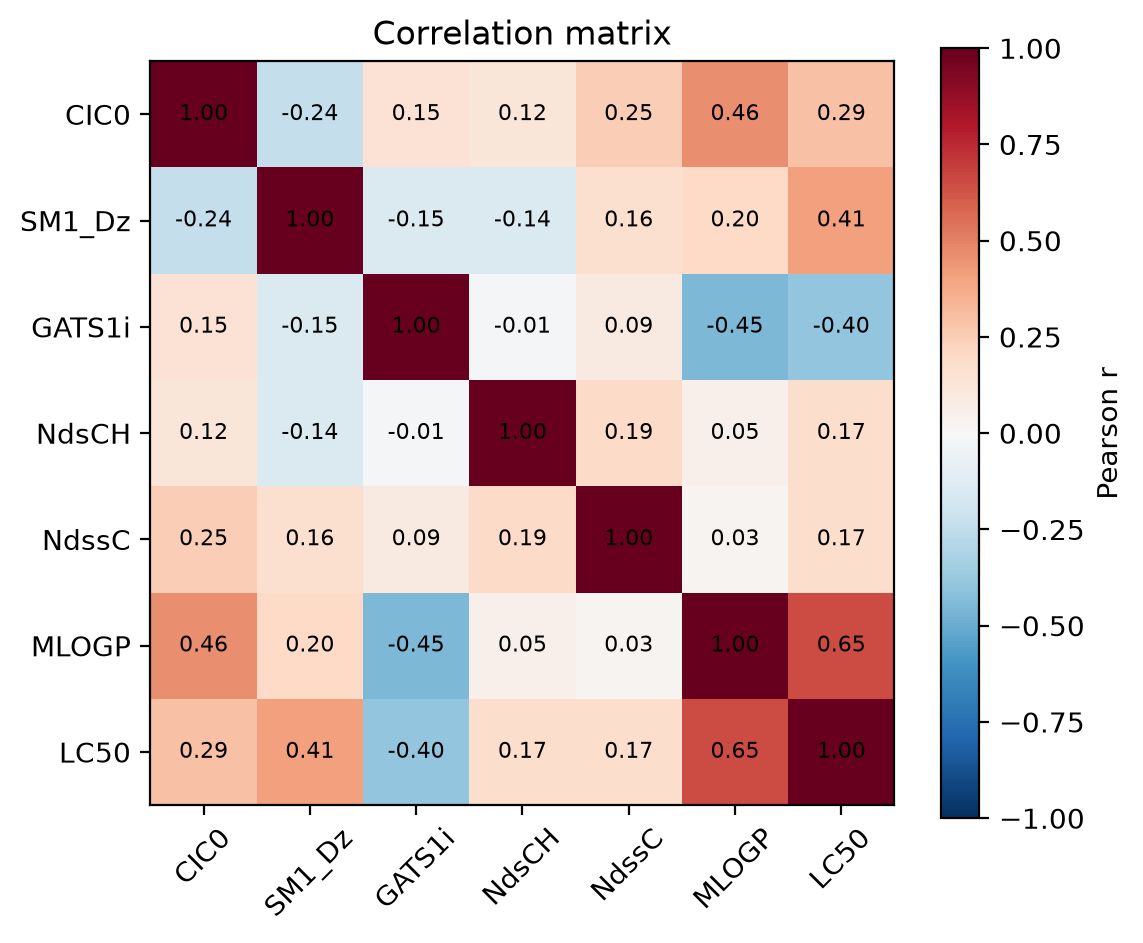 Correlation matrix
CIC0 1.00 -0.24 0.15 0.12 0.25 0.46 0.29
SM1_Dz -0.24 1.00 -0.15 -0.14 0.16 0.20 0.41
GATS1i 0.15 -0.15 1.00 -0.01 0.09 -0.45 -0.40
NdsCH 0.12 -0.14 -0.01 1.00 0.19 0.05 0.17
NdssC 0.25 0.16 0.09 0.19 1.00 0.03 0.17
MLOGP 0.46 0.20 -0.45 0.05 0.03 1.00 0.65
LC50 0.29 0.41 -0.40 0.17 0.17 0.65 1.00
CIC0 SM1_Dz GATS1i NdsCH NdssC MLOGP LC50
1.00
0.75
0.50
0.25
0.00
−0.25
−0.50
−0.75
−1.00
Pearson r